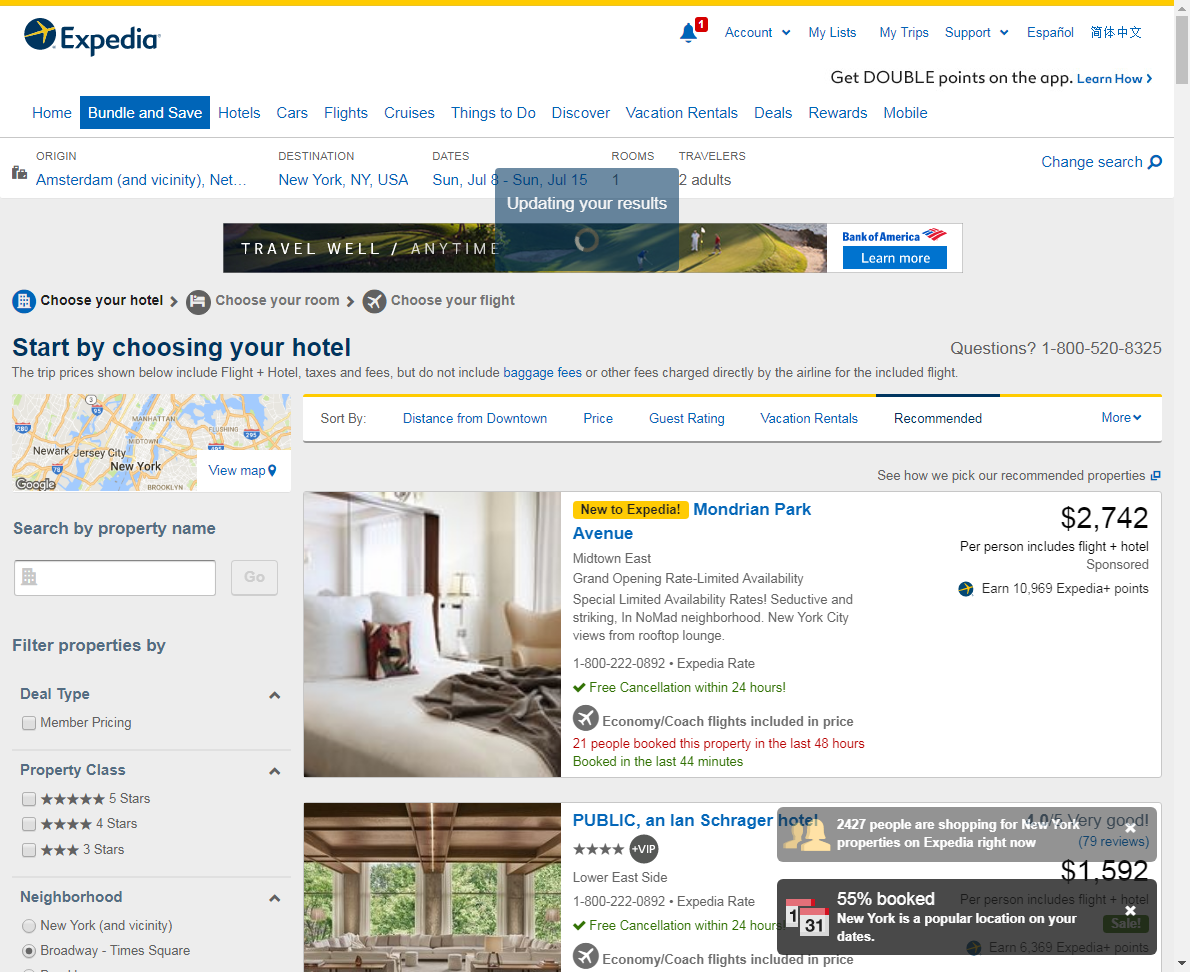 Expedia
1
Account
My Lists
My Trips
Support
Español
简体中文
Get DOUBLE points on the app. Learn How
Home
Bundle and Save
Hotels
Cars
Flights
Cruises
Things to Do
Discover
Vacation Rentals
Deals
Rewards
Mobile
ORIGIN
Amsterdam (and vicinity), Net…
DESTINATION
New York, NY, USA
DATES
Sun, Jul 8 - Sun, Jul 15
ROOMS
1
TRAVELERS
2 adults
Change search
Updating your results
TRAVEL WELL / ANYTIME
Bank of America
Learn more
Choose your hotel
Choose your room
Choose your flight
Start by choosing your hotel
Questions? 1-800-520-8325
The trip prices shown below include Flight + Hotel, taxes and fees, but do not include baggage fees or other fees charged directly by the airline for the included flight.
3
95
MANHATTAN
280
FLUSHING
295
MIDTOWN
495
Newark
Jersey City
New York
78
BROOKLYN
Google
View map
Sort By:
Distance from Downtown
Price
Guest Rating
Vacation Rentals
Recommended
More
See how we pick our recommended properties
Search by property name
Go
Filter properties by
Deal Type
Member Pricing
Property Class
5 Stars
4 Stars
3 Stars
Neighborhood
New York (and vicinity)
Broadway - Times Square
New to Expedia! Mondrian Park
Avenue
Midtown East
Grand Opening Rate-Limited Availability
Special Limited Availability Rates! Seductive and
striking, In NoMad neighborhood. New York City
views from rooftop lounge.
1-800-222-0892 • Expedia Rate
Free Cancellation within 24 hours!
Economy/Coach flights included in price
21 people booked this property in the last 48 hours
Booked in the last 44 minutes
$2,742
Per person includes flight + hotel
Sponsored
Earn 10,969 Expedia+ points
PUBLIC, an Ian Schrager hotel
+VIP
Lower East Side
1-800-222-0892 • Expedia Rate
Free Cancellation within 24 hours
Economy/Coach flights included in price
/5 Very good!
(79 reviews)
$1,592
Per person includes flight + hotel
Sale!
Earn 6,369 Expedia+ points
2427 people are shopping for New York
properties on Expedia right now
1
31
55% booked
New York is a popular location on your
dates.